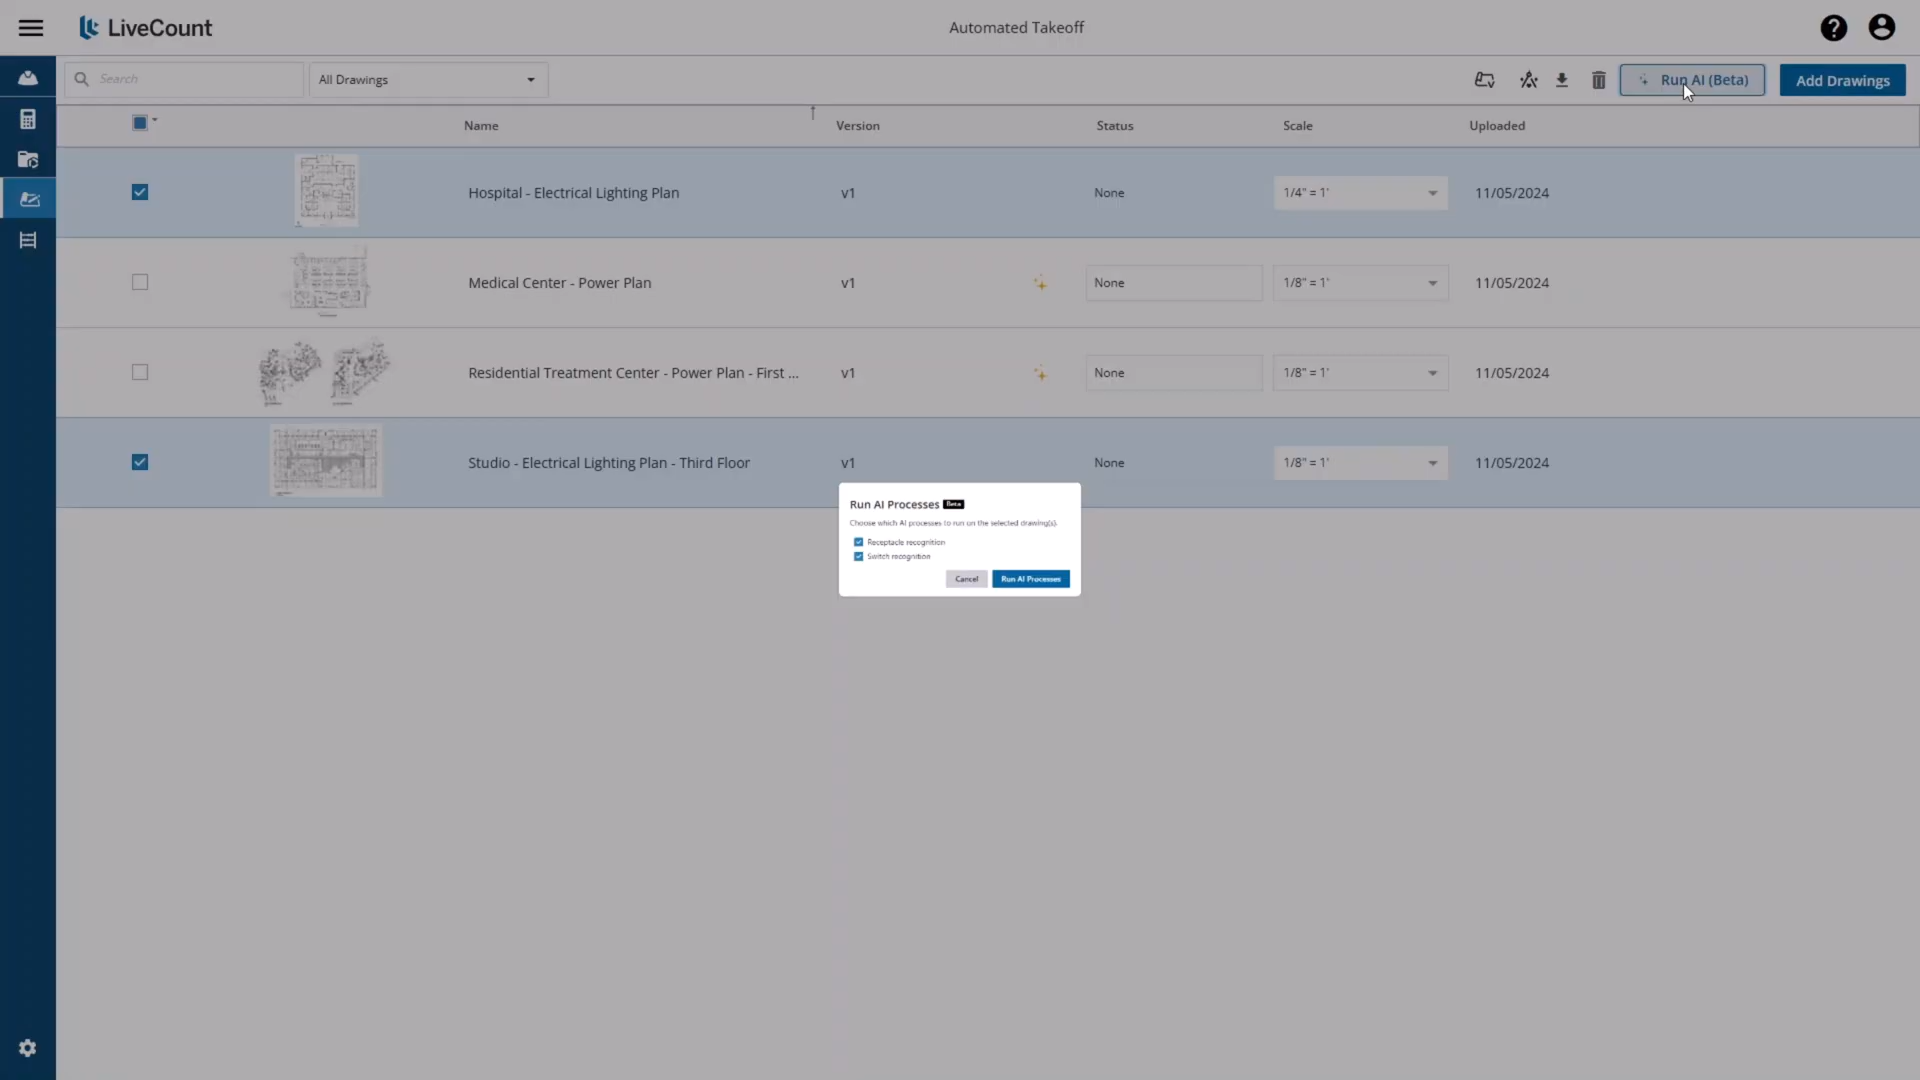 LiveCount
Automated Takeoff
Search
All Drawings
Run AI (Beta)
Add Drawings
Name
Version
Status
Scale
Uploaded
Hospital - Electrical Lighting Plan
v1
None
1/4" = 1'
11/05/2024
Medical Center - Power Plan
v1
None
1/8" = 1'
11/05/2024
Residential Treatment Center - Power Plan - First ...
v1
None
1/8" = 1'
11/05/2024
Studio - Electrical Lighting Plan - Third Floor
v1
None
1/8" = 1'
11/05/2024
Run AI Processes Beta
Choose which AI processes to run on the selected drawing(s).
Receptacle recognition
Switch recognition
Cancel
Run AI Processes